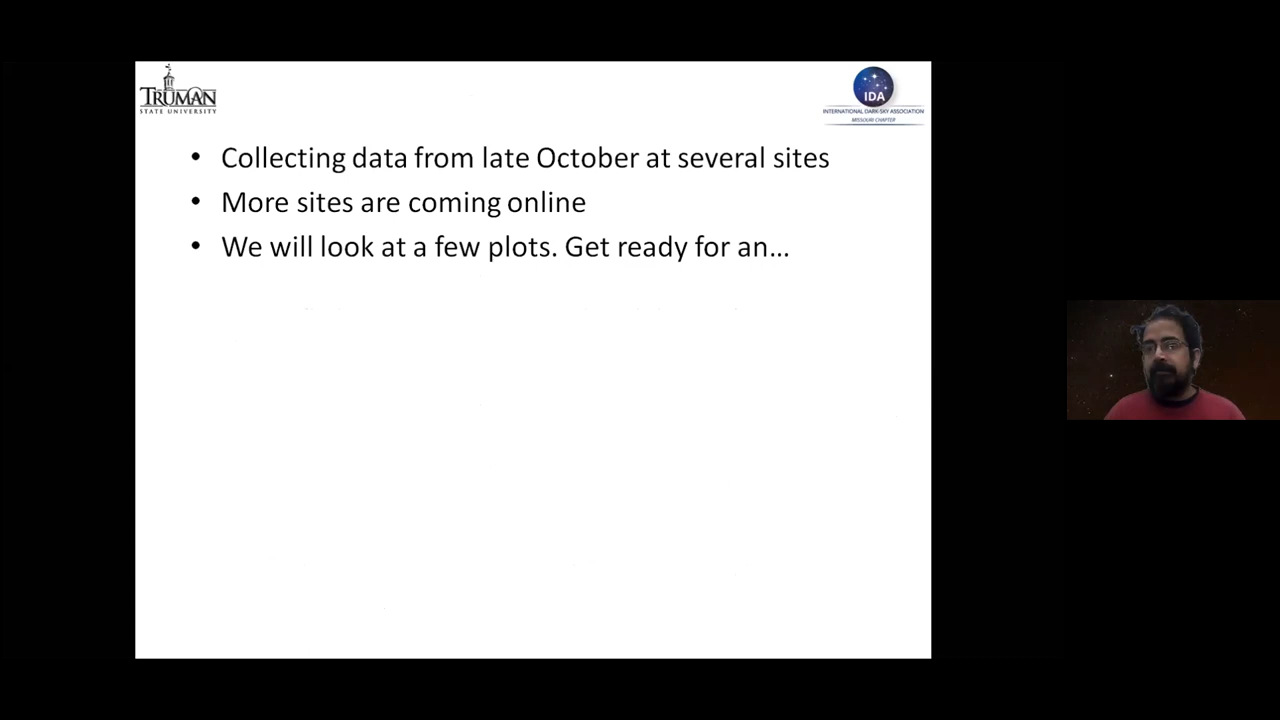 TRUMAN
STATE UNIVERSITY
IDA
INTERNATIONAL DARK-SKY ASSOCIATION
MISSOURI CHAPTER
• Collecting data from late October at several sites
• More sites are coming online
• We will look at a few plots. Get ready for an…